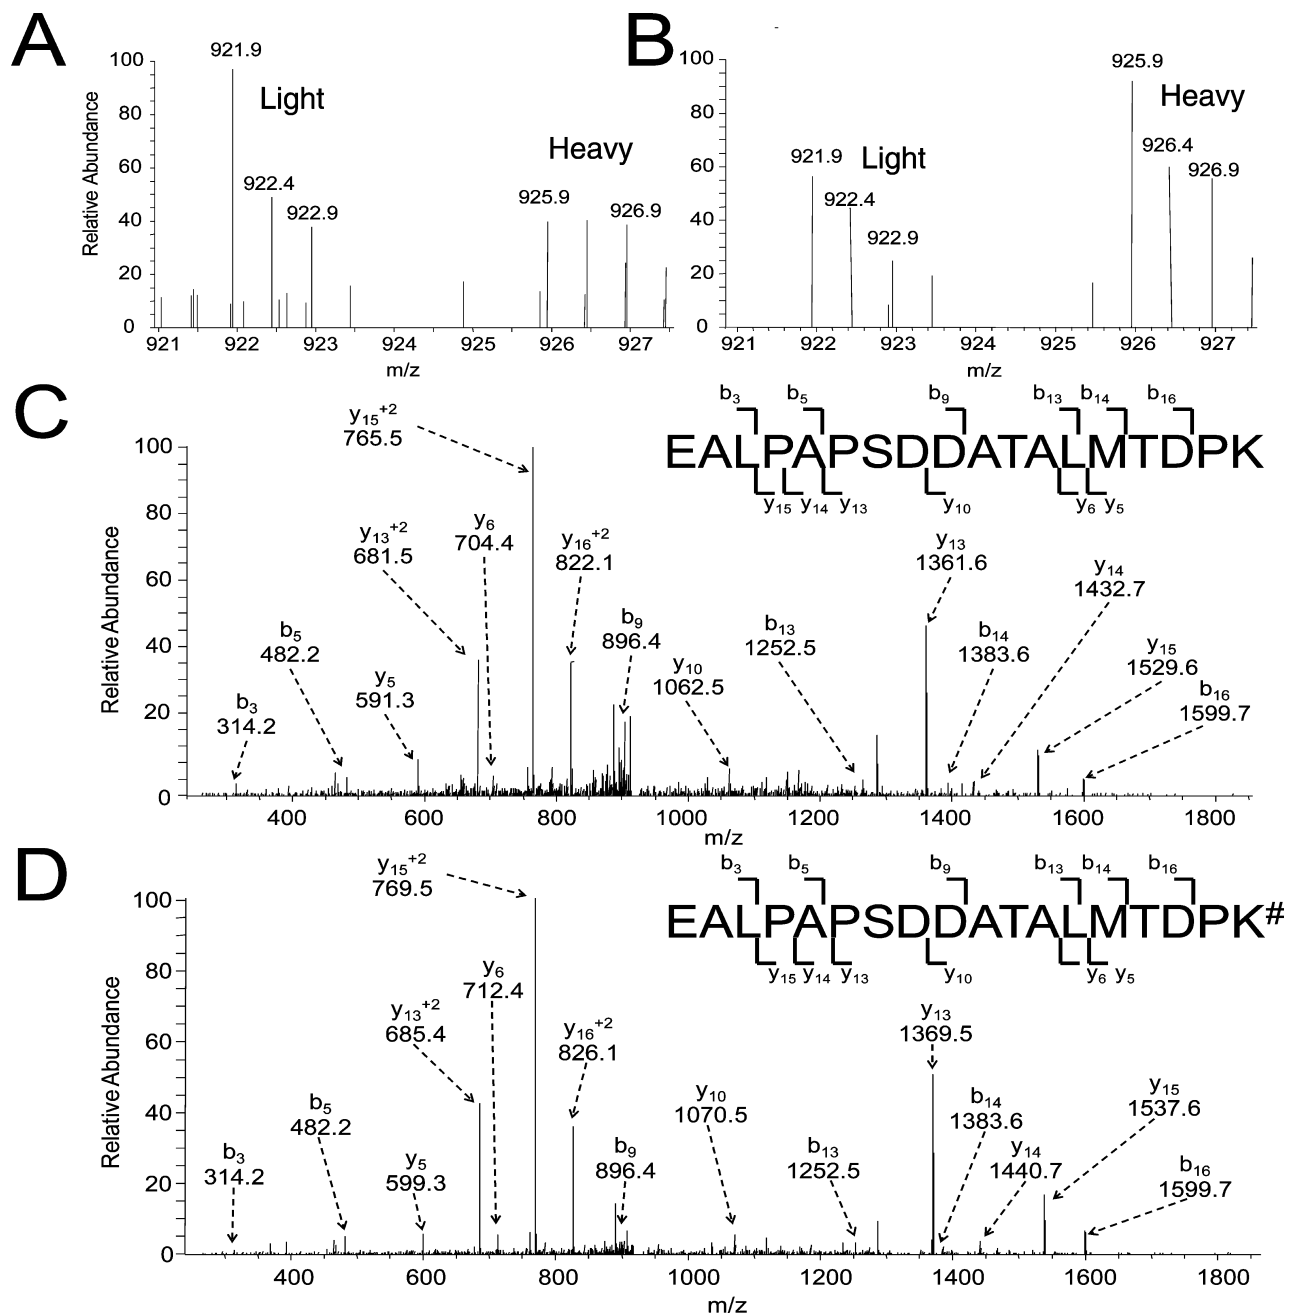 A
B
921.9
Light
922.4
922.9
Heavy
925.9
926.9
Relative Abundance
100
80
60
40
20
0
921 922 923 924 925 926 927
m/z
925.9
Heavy
926.4
926.9
921.9
Light
922.4
922.9
100
80
60
40
20
0
921 922 923 924 925 926 927
m/z
C
b3 b5 b9 b13 b14 b16
EALPAPSDDATALMTDPK
y15 y14 y13 y10 y6 y5
y15+2
765.5
y13+2
681.5
y6
704.4
y16+2
822.1
y13
1361.6
y14
1432.7
b5
482.2
b9
896.4
b13
1252.5
b14
1383.6
y15
1529.6
b3
314.2
y5
591.3
y10
1062.5
b16
1599.7
Relative Abundance
100
80
60
40
20
0
400 600 800 1000 1200 1400 1600 1800
m/z
D
b3 b5 b9 b13 b14 b16
EALPAPSDDATALMTDPK#
y15 y14 y13 y10 y6 y5
y15+2
769.5
y6
712.4
y13+2
685.4
y16+2
826.1
y13
1369.5
b5
482.2
y10
1070.5
b14
1383.6
y15
1537.6
b3
314.2
y5
599.3
b9
896.4
b13
1252.5
y14
1440.7
b16
1599.7
Relative Abundance
100
80
60
40
20
0
400 600 800 1000 1200 1400 1600 1800
m/z